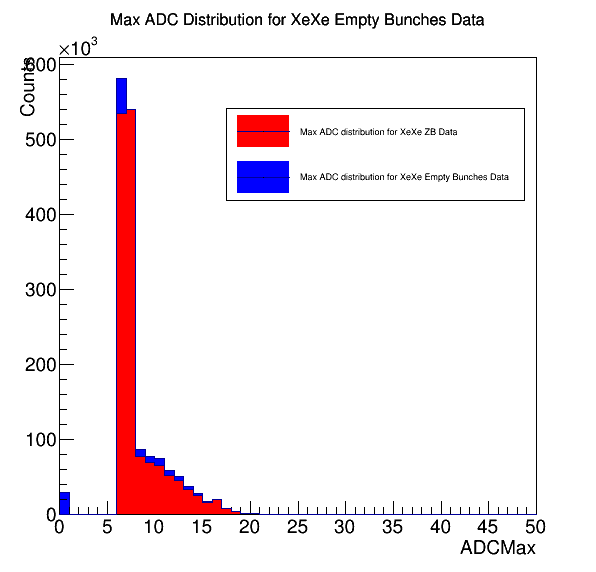 Max ADC Distribution for XeXe Empty Bunches Data
×10³
Counts
600
500
400
300
200
100
0
Max ADC distribution for XeXe ZB Data
Max ADC distribution for XeXe Empty Bunches Data
0 5 10 15 20 25 30 35 40 45 50
ADCMax